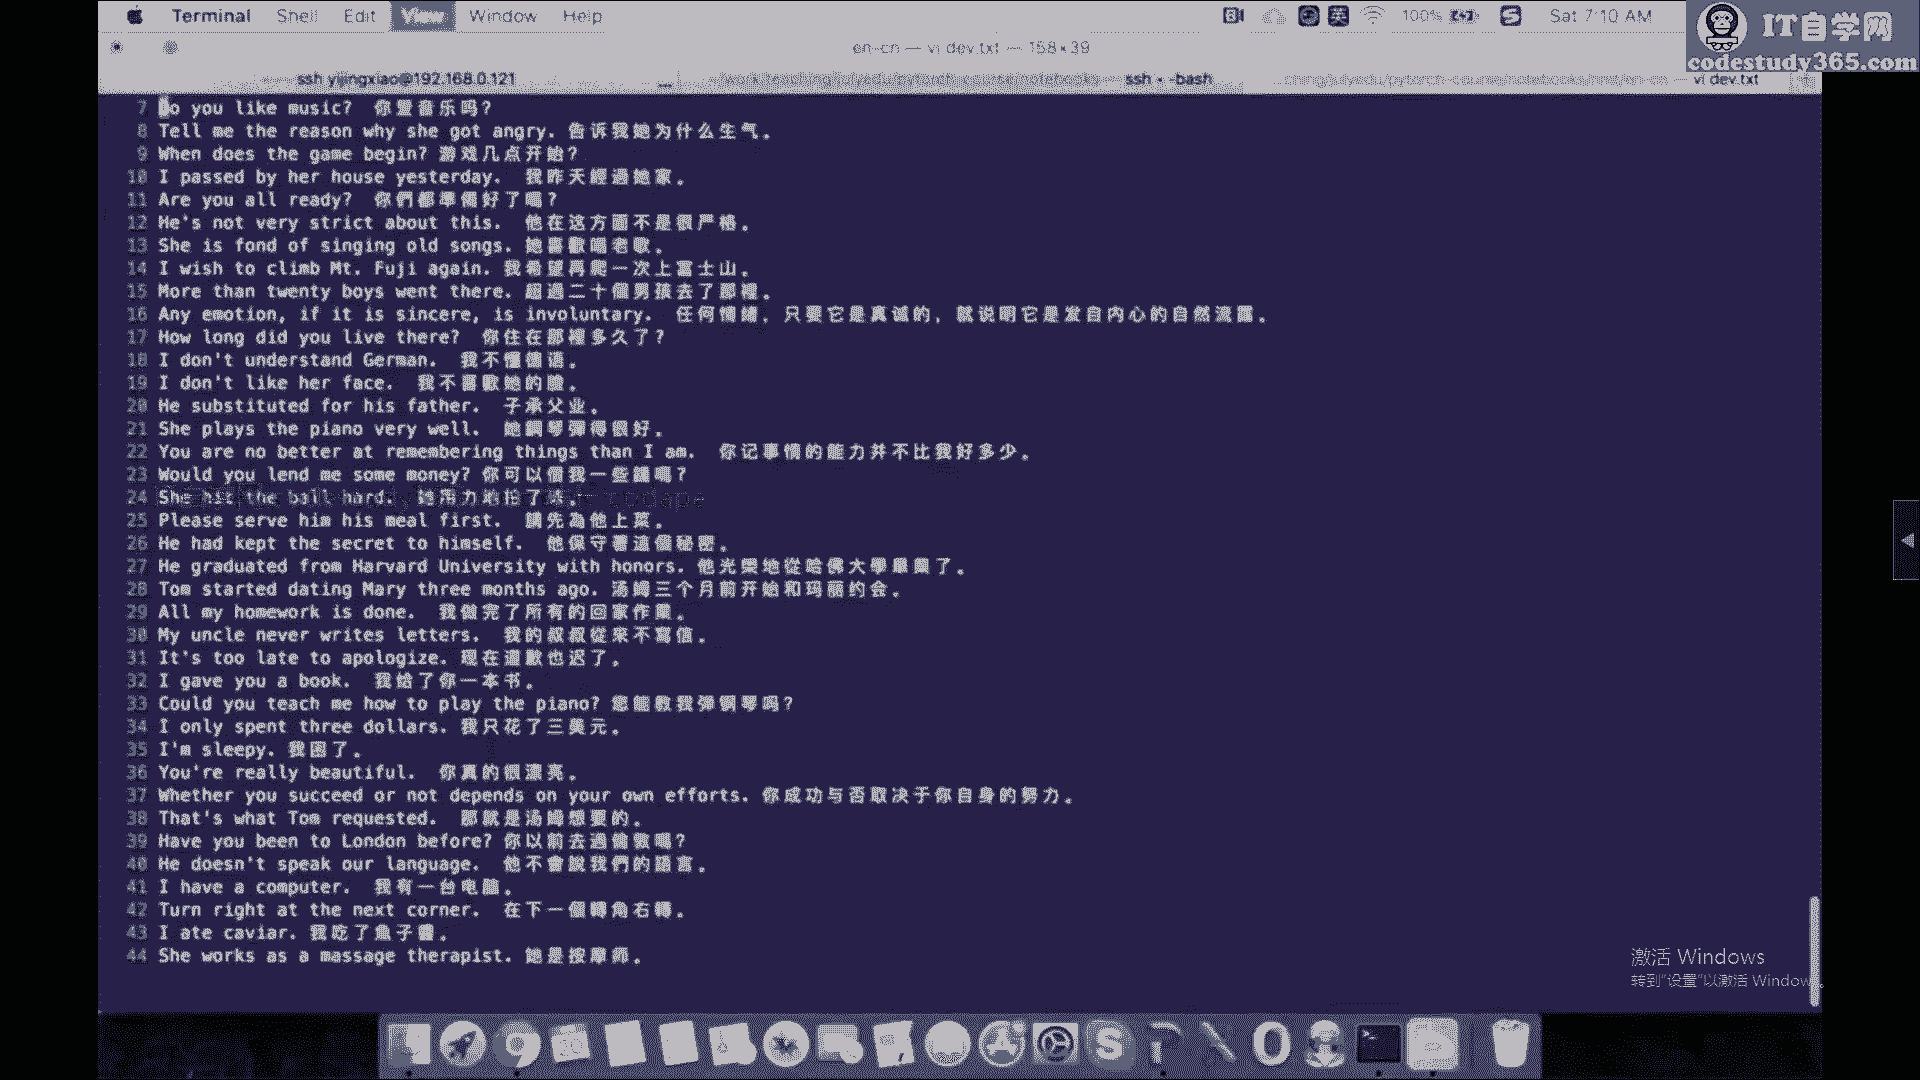 Terminal Shell Edit View Window Help 100% Sat 7:10 AM
IT自学网
codestudy365.com
en-cn — vi dev.txt — 158×39
ssh yijingxiao@192.168.0.121 ssh • -bash vi dev.txt
7 Do you like music? 你爱音乐吗?
8 Tell me the reason why she got angry. 告诉我她为什么生气。
9 When does the game begin? 游戏几点开始?
10 I passed by her house yesterday. 我昨天經過她家。
11 Are you all ready? 你們都準備好了嗎?
12 He's not very strict about this. 他在这方面不是很严格。
13 She is fond of singing old songs. 她喜歡唱老歌。
14 I wish to climb Mt. Fuji again. 我希望再爬一次上富士山。
15 More than twenty boys went there. 超過二十個男孩去了那裡。
16 Any emotion, if it is sincere, is involuntary. 任何情绪，只要它是真诚的，就说明它是发自内心的自然流露。
17 How long did you live there? 你住在那裡多久了?
18 I don't understand German. 我不懂德语。
19 I don't like her face. 我不喜歡她的臉。
20 He substituted for his father. 子承父业。
21 She plays the piano very well. 她鋼琴彈得很好。
22 You are no better at remembering things than I am. 你记事情的能力并不比我好多少。
23 Would you lend me some money? 你可以借我一些錢嗎?
24 She hit the ball hard.
25 Please serve him his meal first. 請先為他上菜。
26 He had kept the secret to himself. 他保守著這個秘密。
27 He graduated from Harvard University with honors. 他光榮地從哈佛大學畢業了。
28 Tom started dating Mary three months ago. 汤姆三个月前开始和玛丽约会。
29 All my homework is done. 我做完了所有的回家作業。
30 My uncle never writes letters. 我的叔叔從來不寫信。
31 It's too late to apologize. 现在道歉也迟了。
32 I gave you a book. 我给了你一本书。
33 Could you teach me how to play the piano? 您能教我弹钢琴吗?
34 I only spent three dollars. 我只花了三美元。
35 I'm sleepy. 我困了。
36 You're really beautiful. 你真的很漂亮。
37 Whether you succeed or not depends on your own efforts. 你成功与否取决于你自身的努力。
38 That's what Tom requested. 那就是汤姆想要的。
39 Have you been to London before? 你以前去過倫敦嗎?
40 He doesn't speak our language. 他不會說我們的語言。
41 I have a computer. 我有一台电脑。
42 Turn right at the next corner. 在下一個轉角右轉。
43 I ate caviar. 我吃了魚子醬。
44 She works as a massage therapist. 她是按摩师。
激活 Windows
转到"设置"以激活 Windows。